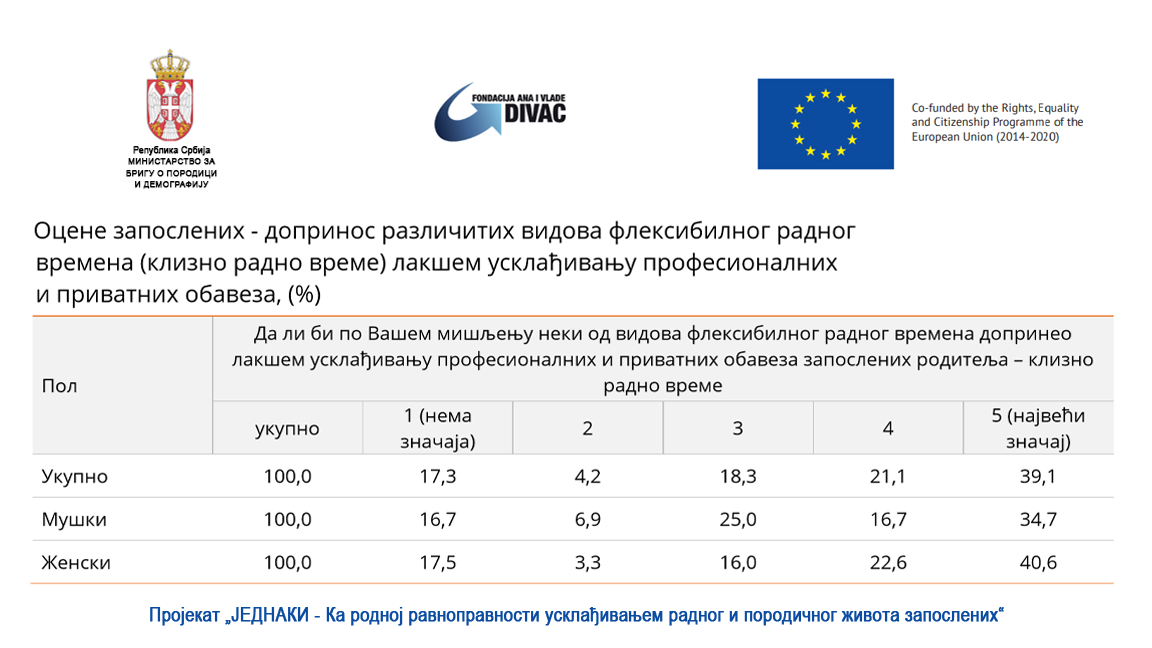 Република Србија
МИНИСТАРСТВО ЗА
БРИГУ О ПОРОДИЦИ
И ДЕМОГРАФИЈУ
FONDACIJA ANA I VLADE
DIVAC
Co-funded by the Rights, Equality
and Citizenship Programme of the
European Union (2014-2020)
Оцене запослених - допринос различитих видова флексибилног радног
времена (клизно радно време) лакшем усклађивању професионалних
и приватних обавеза, (%)
Пол
Да ли би по Вашем мишљењу неки од видова флексибилног радног времена допринео
лакшем усклађивању професионалних и приватних обавеза запослених родитеља – клизно
радно време
укупно 1 (нема значаја) 2 3 4 5 (највећи значај)
Укупно 100,0 17,3 4,2 18,3 21,1 39,1
Мушки 100,0 16,7 6,9 25,0 16,7 34,7
Женски 100,0 17,5 3,3 16,0 22,6 40,6
Пројекат „ЈЕДНАКИ - Ка родној равноправности усклађивањем радног и породичног живота запослених“